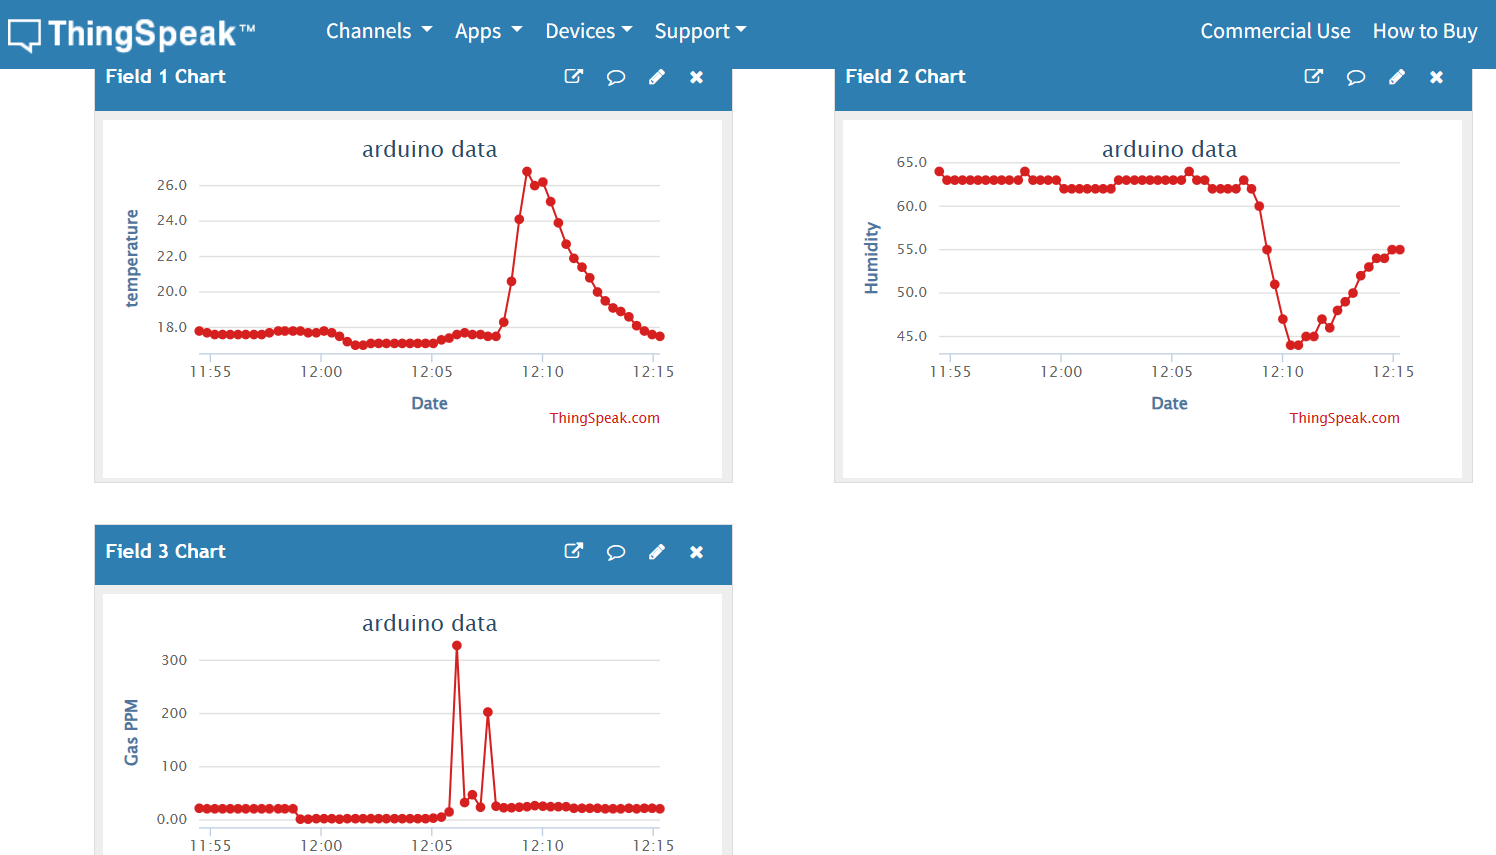 ThingSpeak™ Channels Apps Devices Support Commercial Use How to Buy
Field 1 Chart
arduino data
temperature
26.0
24.0
22.0
20.0
18.0
11:55 12:00 12:05 12:10 12:15
Date
ThingSpeak.com
Field 2 Chart
arduino data
Humidity
65.0
60.0
55.0
50.0
45.0
11:55 12:00 12:05 12:10 12:15
Date
ThingSpeak.com
Field 3 Chart
arduino data
Gas PPM
300
200
100
0.00
11:55 12:00 12:05 12:10 12:15